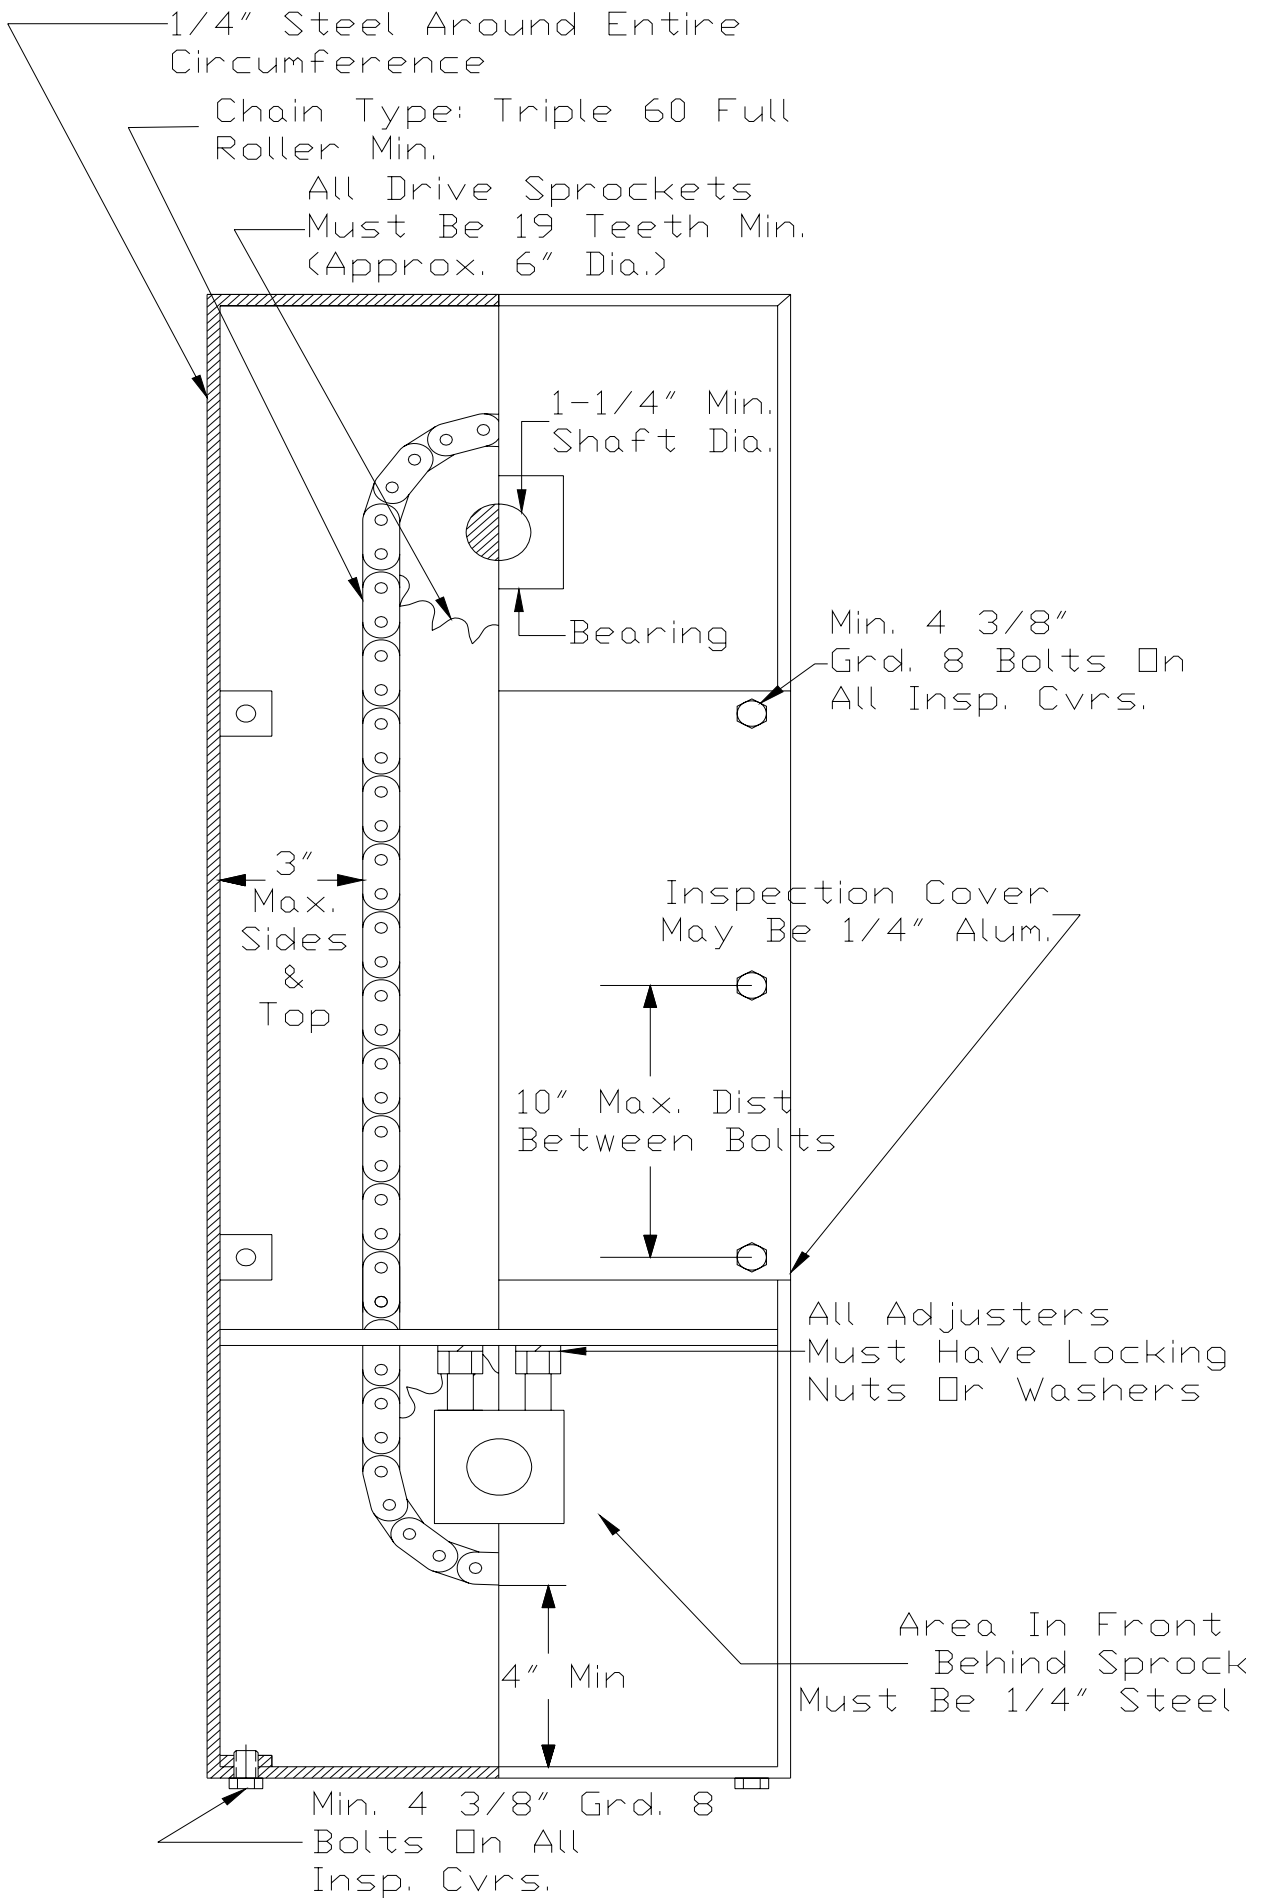 1/4" Steel Around Entire
Circumference
Chain Type: Triple 60 Full
Roller Min.
All Drive Sprockets
Must Be 19 Teeth Min.
(Approx. 6" Dia.)
1-1/4" Min.
Shaft Dia.
Bearing
Min. 4 3/8"
Grd. 8 Bolts On
All Insp. Cvrs.
3"
Max.
Sides
&
Top
Inspection Cover
May Be 1/4" Alum.
10" Max. Dist
Between Bolts
All Adjusters
Must Have Locking
Nuts Or Washers
Area In Front
Behind Sprock
Must Be 1/4" Steel
4" Min
Min. 4 3/8" Grd. 8
Bolts On All
Insp. Cvrs.